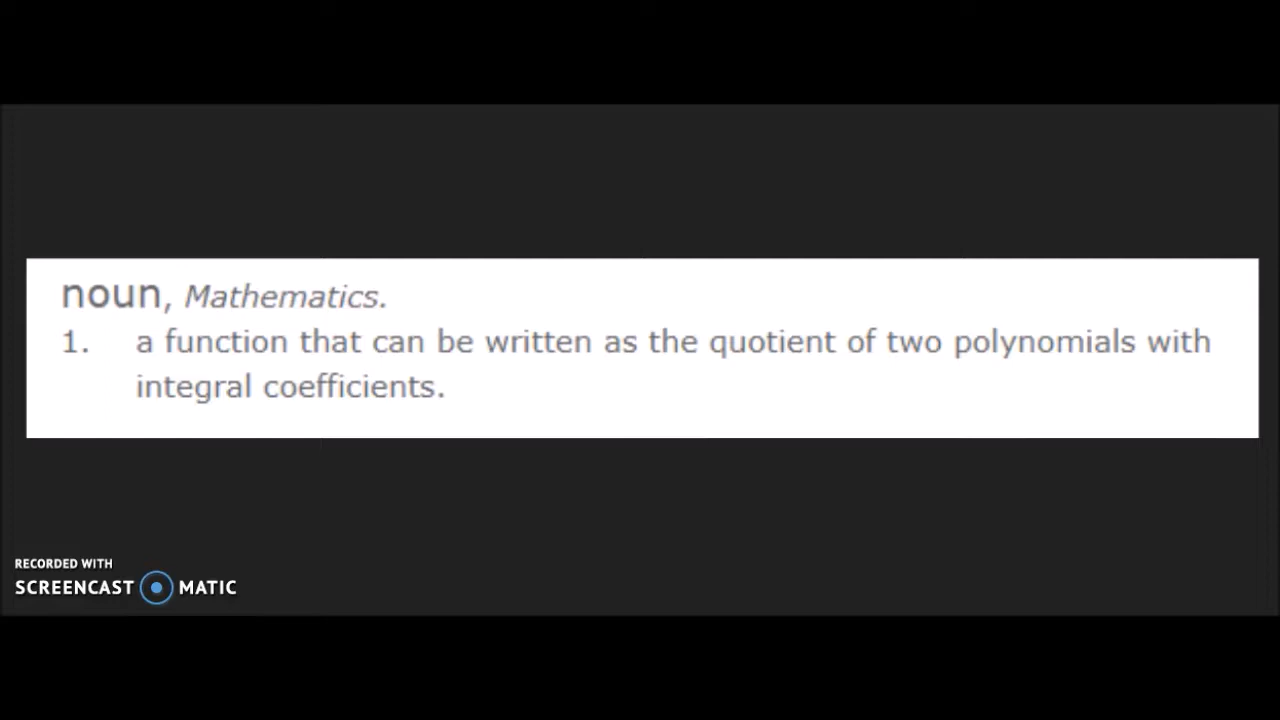 noun, Mathematics.
1. a function that can be written as the quotient of two polynomials with
integral coefficients.
RECORDED WITH
SCREENCAST MATIC